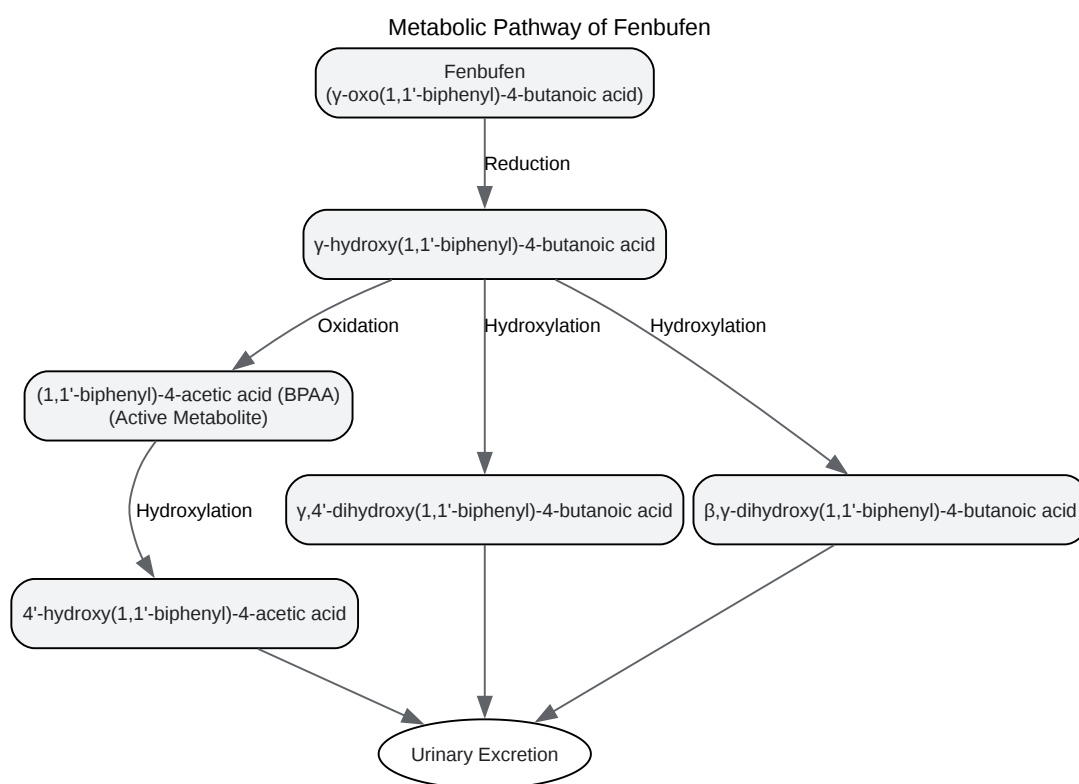 Metabolic Pathway of Fenbufen
Fenbufen
(γ-oxo(1,1'-biphenyl)-4-butanoic acid)
Reduction
γ-hydroxy(1,1'-biphenyl)-4-butanoic acid
Oxidation
Hydroxylation
Hydroxylation
(1,1'-biphenyl)-4-acetic acid (BPAA)
(Active Metabolite)
Hydroxylation
γ,4'-dihydroxy(1,1'-biphenyl)-4-butanoic acid
β,γ-dihydroxy(1,1'-biphenyl)-4-butanoic acid
4'-hydroxy(1,1'-biphenyl)-4-acetic acid
Urinary Excretion